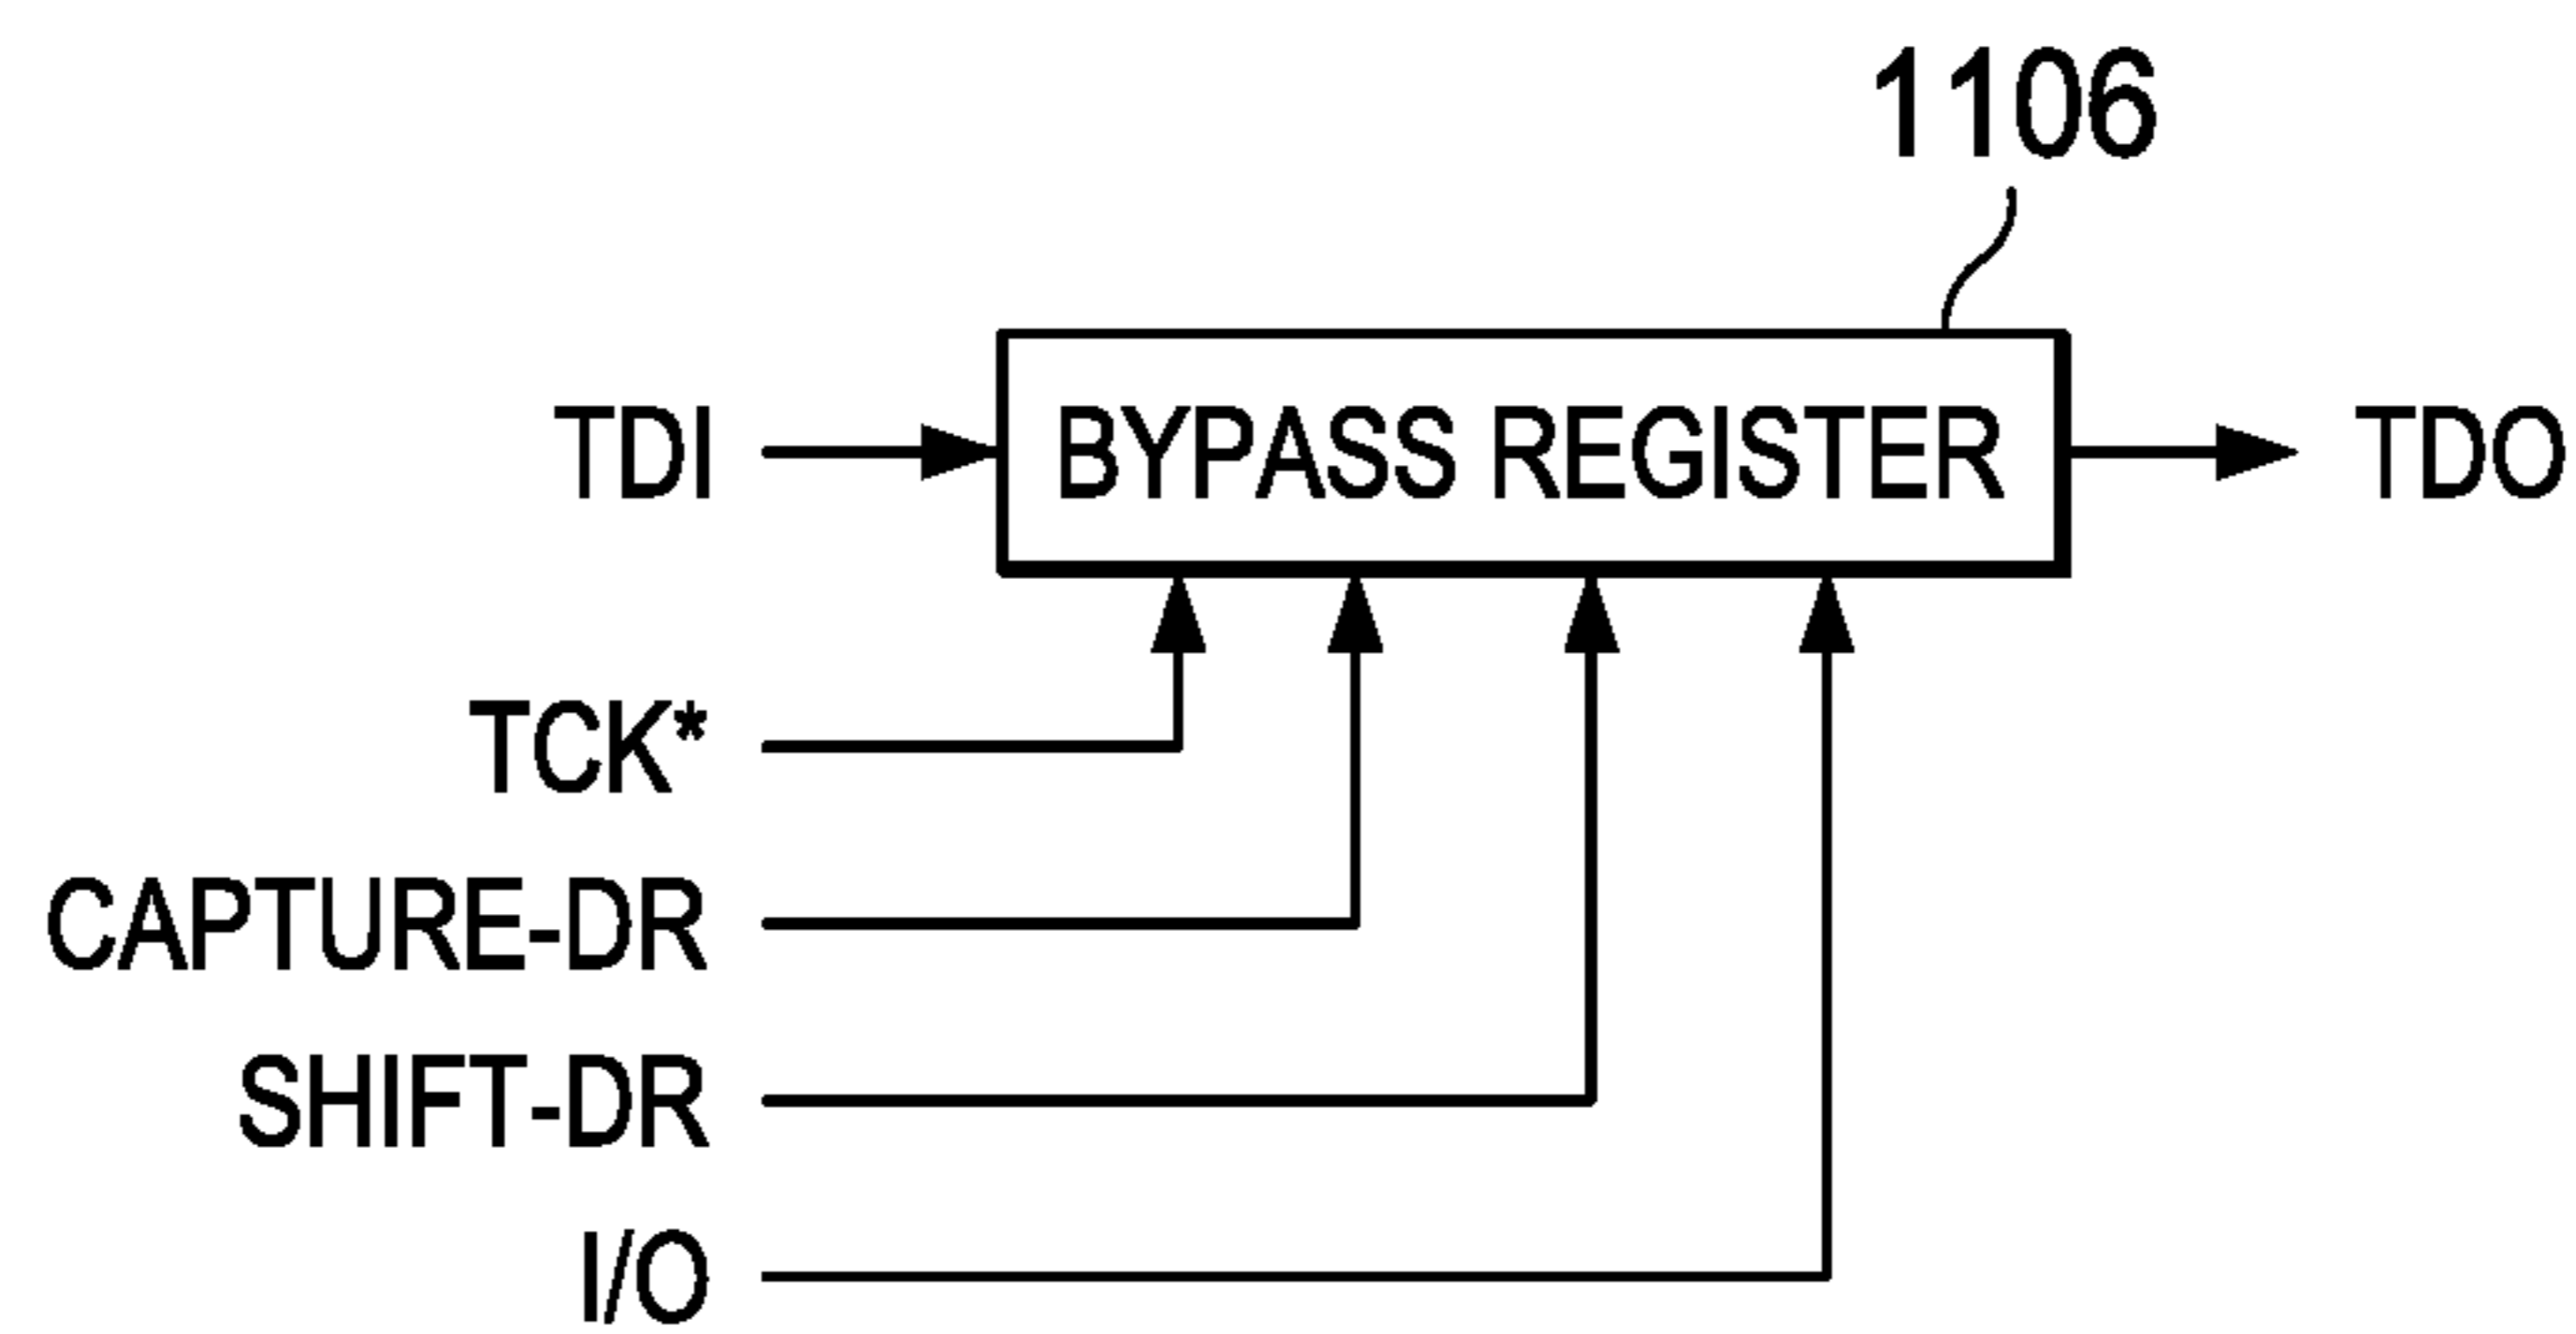 1106
TDI BYPASS REGISTER TDO
TCK*
CAPTURE-DR
SHIFT-DR
I/O